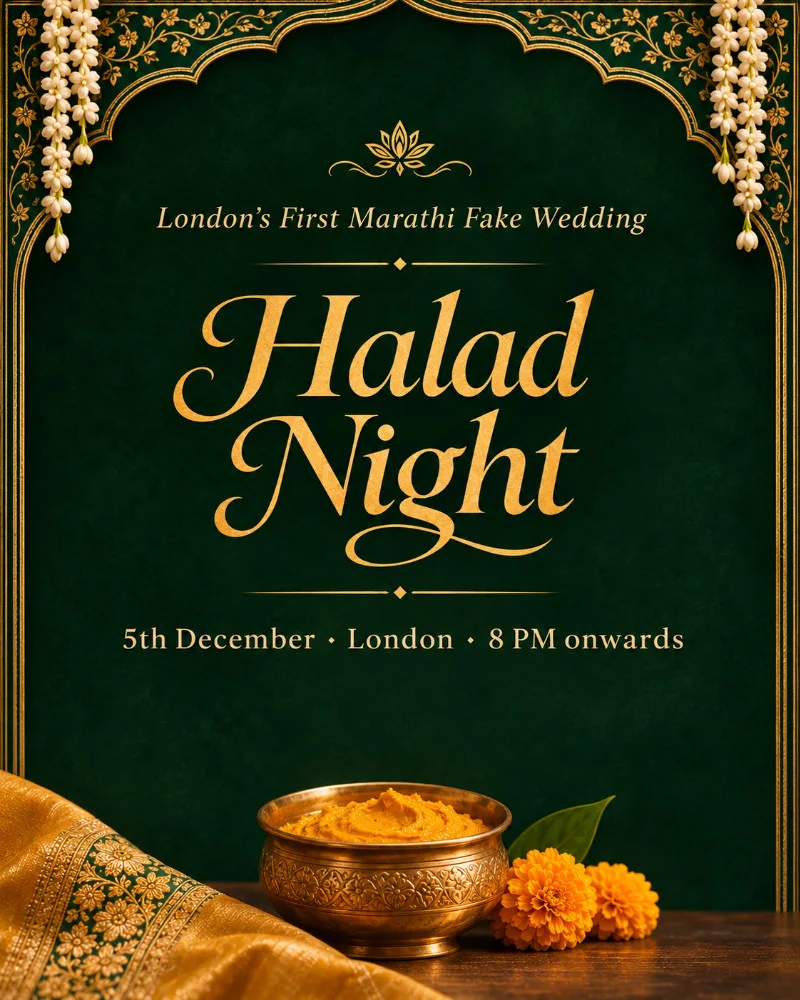 London's First Marathi Fake Wedding
Halad
Night
5th December • London • 8 PM onwards